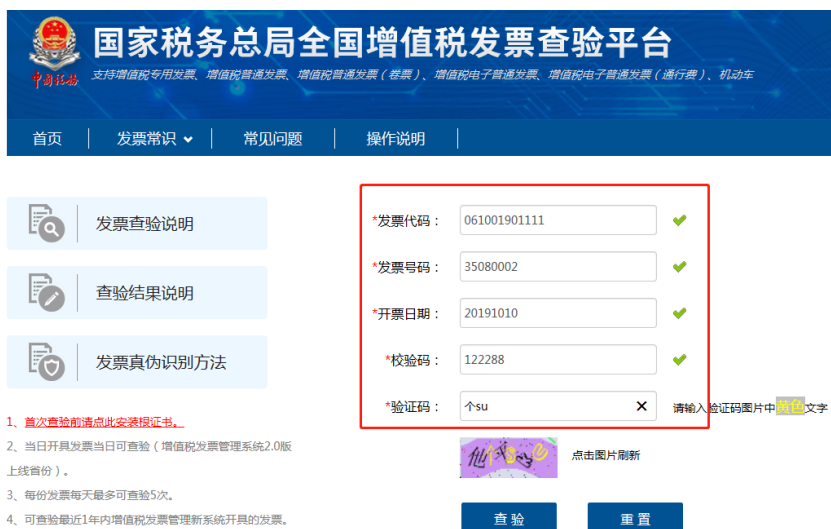 国家税务总局全国增值税发票查验平台
中国税务
支持增值税专用发票、增值税普通发票、增值税普通发票（卷票）、增值税电子普通发票、增值税电子普通发票（通行费）、机动车
首页 发票常识 常见问题 操作说明
发票查验说明
查验结果说明
发票真伪识别方法
1、首次查验前请点此安装根证书。
2、当日开具发票当日可查验（增值税发票管理系统2.0版
上线省份）。
3、每份发票每天最多可查验5次。
4、可查验最近1年内增值税发票管理新系统开具的发票。
*发票代码： 061001901111
*发票号码： 35080002
*开票日期： 20191010
*校验码： 122288
*验证码： 个su 请输入验证码图片中黄色文字
点击图片刷新
查 验 重 置